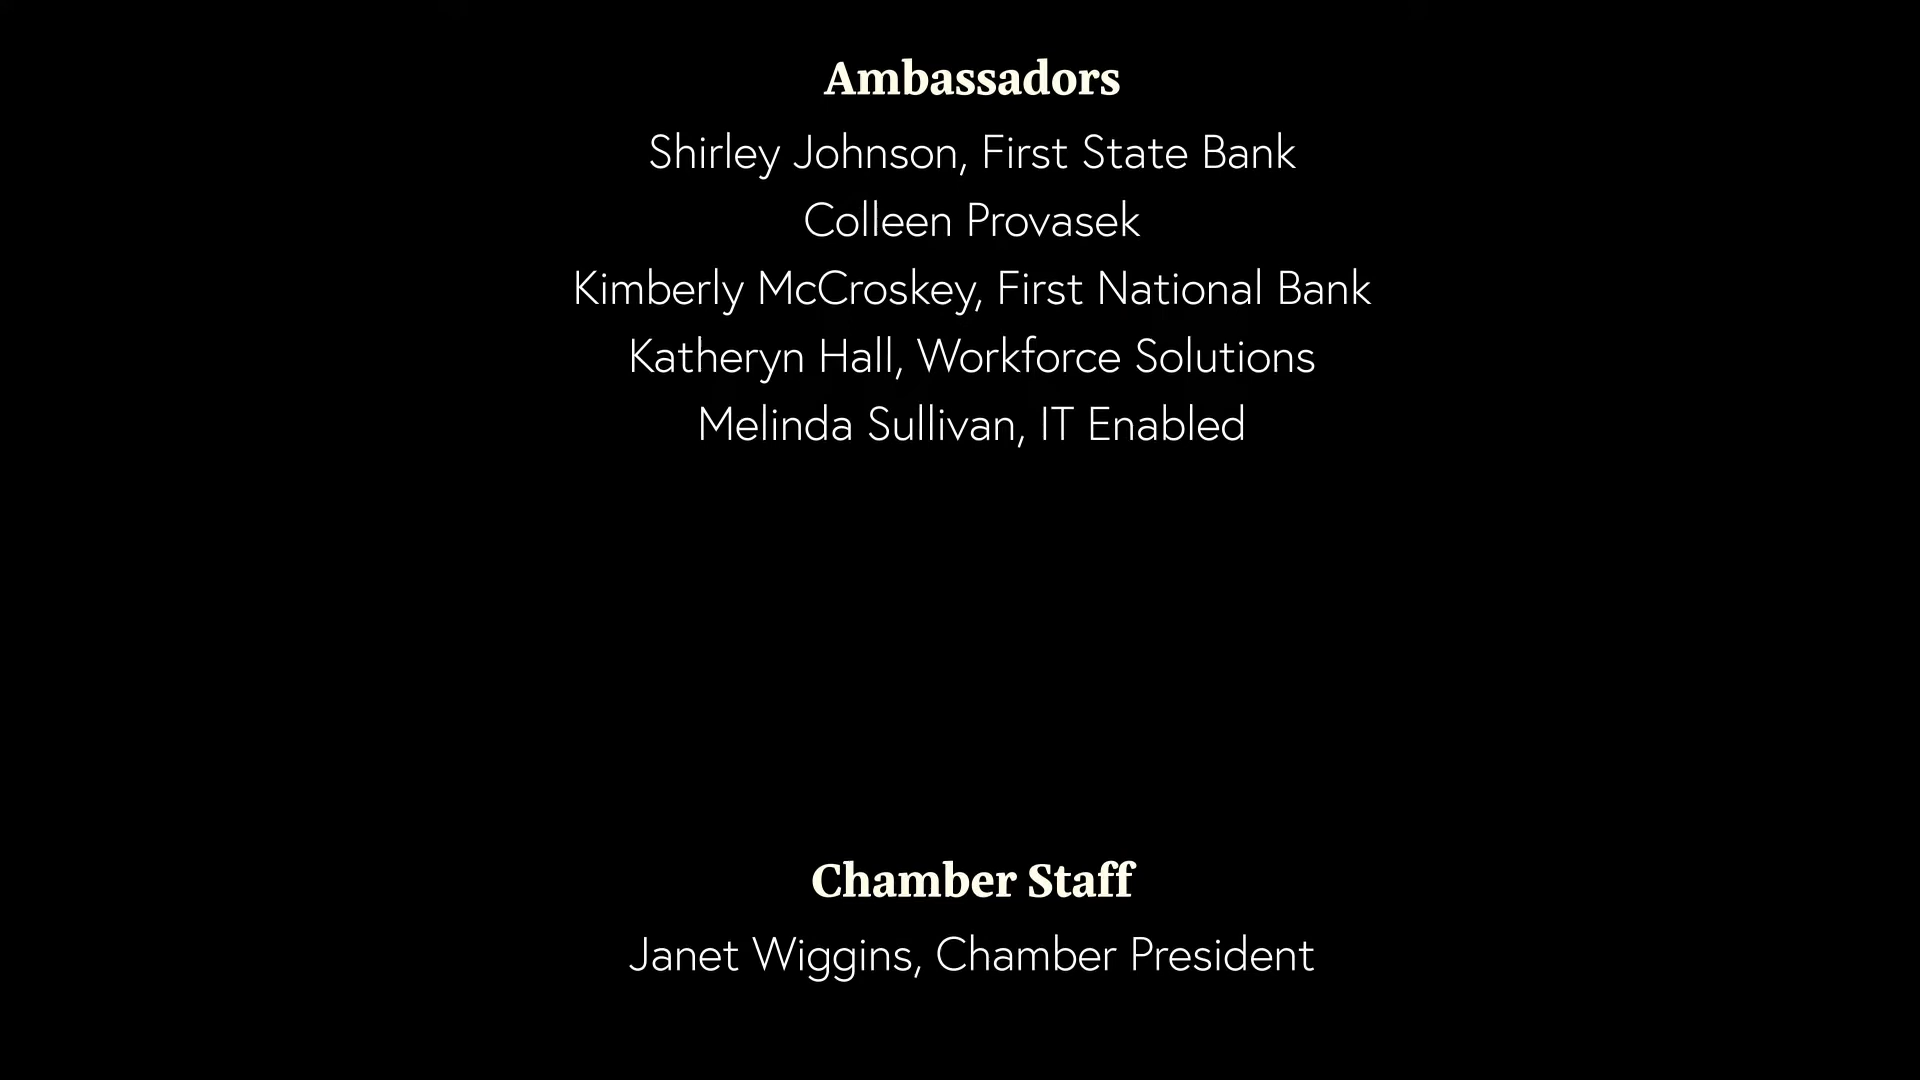 Ambassadors
Shirley Johnson, First State Bank
Colleen Provasek
Kimberly McCroskey, First National Bank
Katheryn Hall, Workforce Solutions
Melinda Sullivan, IT Enabled
Chamber Staff
Janet Wiggins, Chamber President